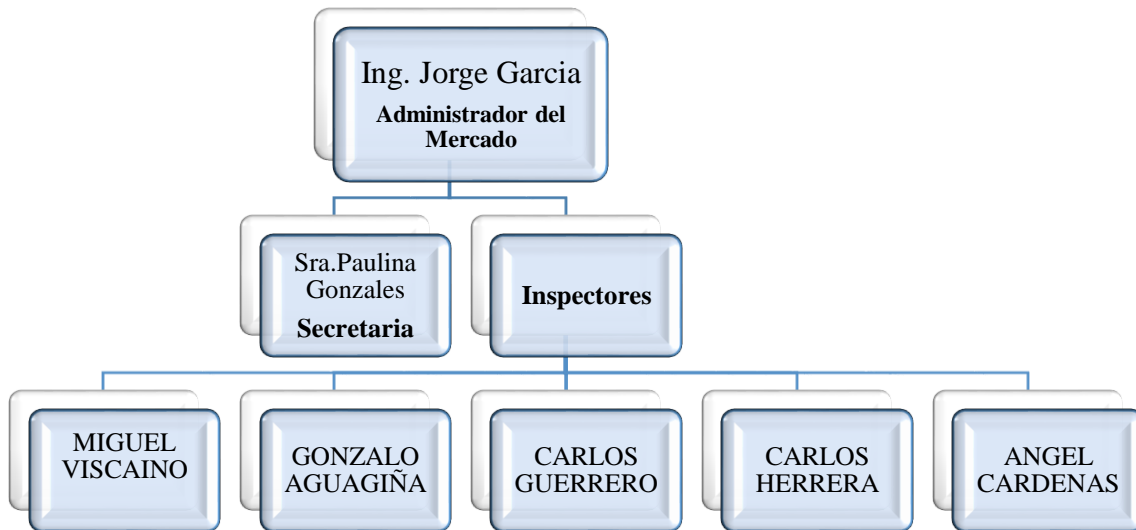 Ing. Jorge Garcia
Administrador del
Mercado
Sra.Paulina
Gonzales
Secretaria
Inspectores
MIGUEL
VISCAINO
GONZALO
AGUAGIÑA
CARLOS
GUERRERO
CARLOS
HERRERA
ANGEL
CARDENAS